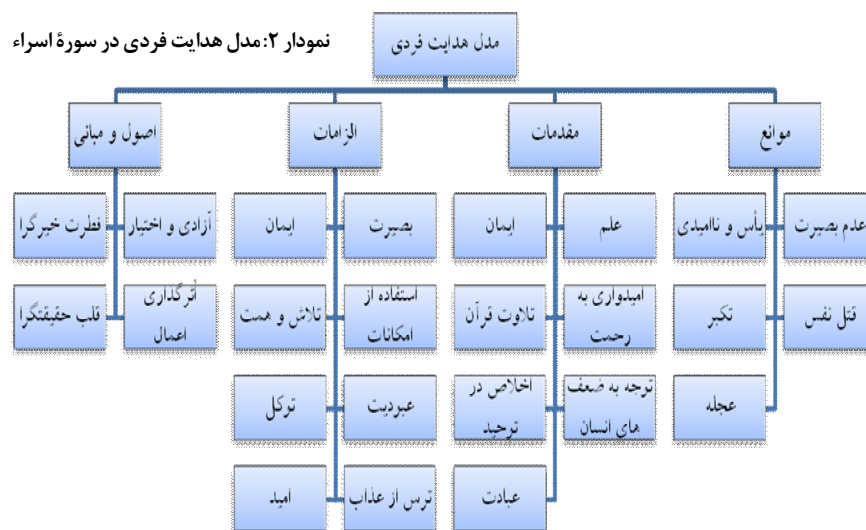 نمودار ۲: مدل هدایت فردی در سورهٔ اسراء
مدل هدایت فردی
موانع
مقدمات
الزامات
اصول و مبانی
عدم بصیرت
یأس و ناامیدی
علم
ایمان
بصیرت
ایمان
آزادی و اختیار
فطرت خیرگرا
قتل نفس
تکبر
امیدواری به
رحمت
تلاوت قرآن
استفاده از
امکانات
تلاش و همت
أثرگذاری
اعمال
قلب حقیقتگرا
عجله
توجه به ضعف
های انسان
اخلاص در
توحید
عبودیت
توکل
عبادت
ترس از عذاب
امید